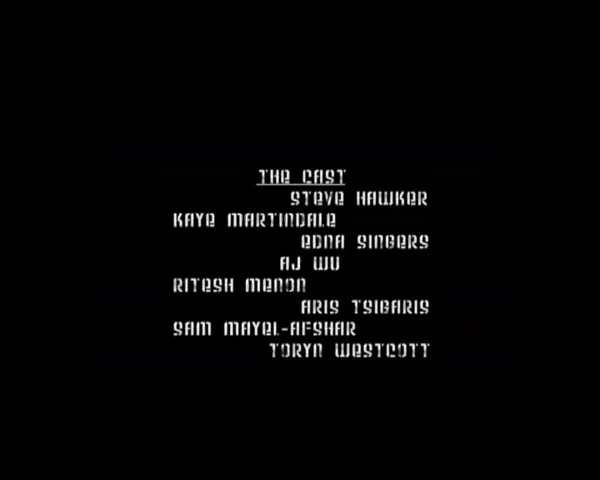 THE CAST
STEVE HAWKER
KAYE MARTINDALE
EDNA SINGERS
AJ WU
RITESH MENON
ARIS TSIGARIS
SAM MAYEL-AFSHAR
TORYN WESTCOTT